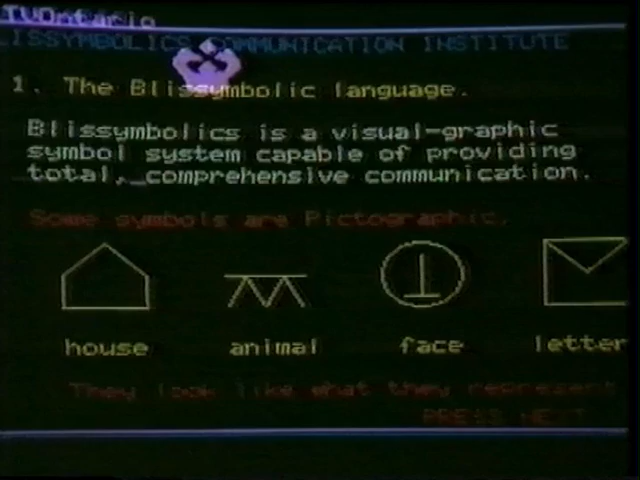 TVOntario
LISSYMBOLICS COMMUNICATION INSTITUTE
1. The Blissymbolic language.
Blissymbolics is a visual-graphic
symbol system capable of providing
total, comprehensive communication.
Some symbols are Pictographic.
house animal face letter
They look like what they represent
PRESS NEXT